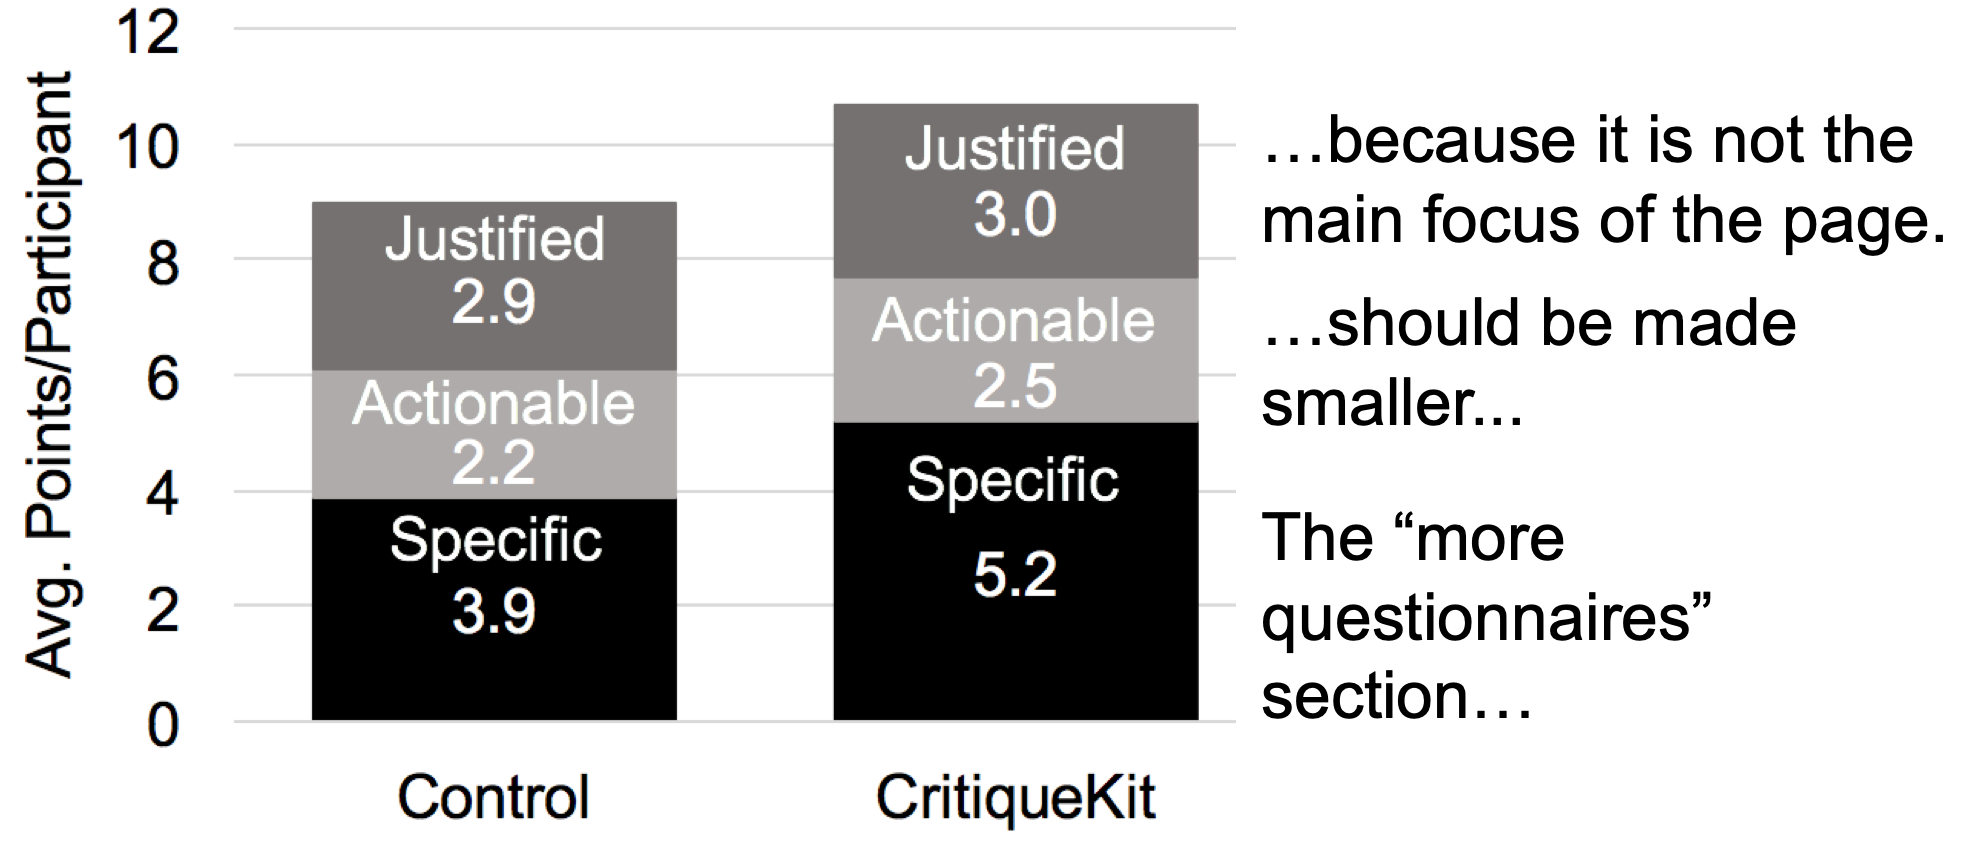 Avg. Points/Participant
12
10
8
6
4
2
0
Justified
2.9
Actionable
2.2
Specific
3.9
Control
Justified
3.0
Actionable
2.5
Specific
5.2
CritiqueKit
…because it is not the
main focus of the page.
…should be made
smaller...
The “more
questionnaires”
section…